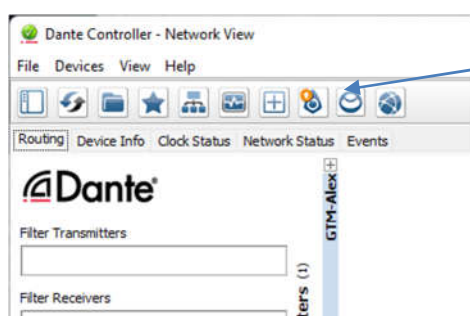 Dante Controller - Network View
File Devices View Help
Routing Device Info Clock Status Network Status Events
Dante®
Filter Transmitters
Filter Receivers
GTM-Alex
(1)